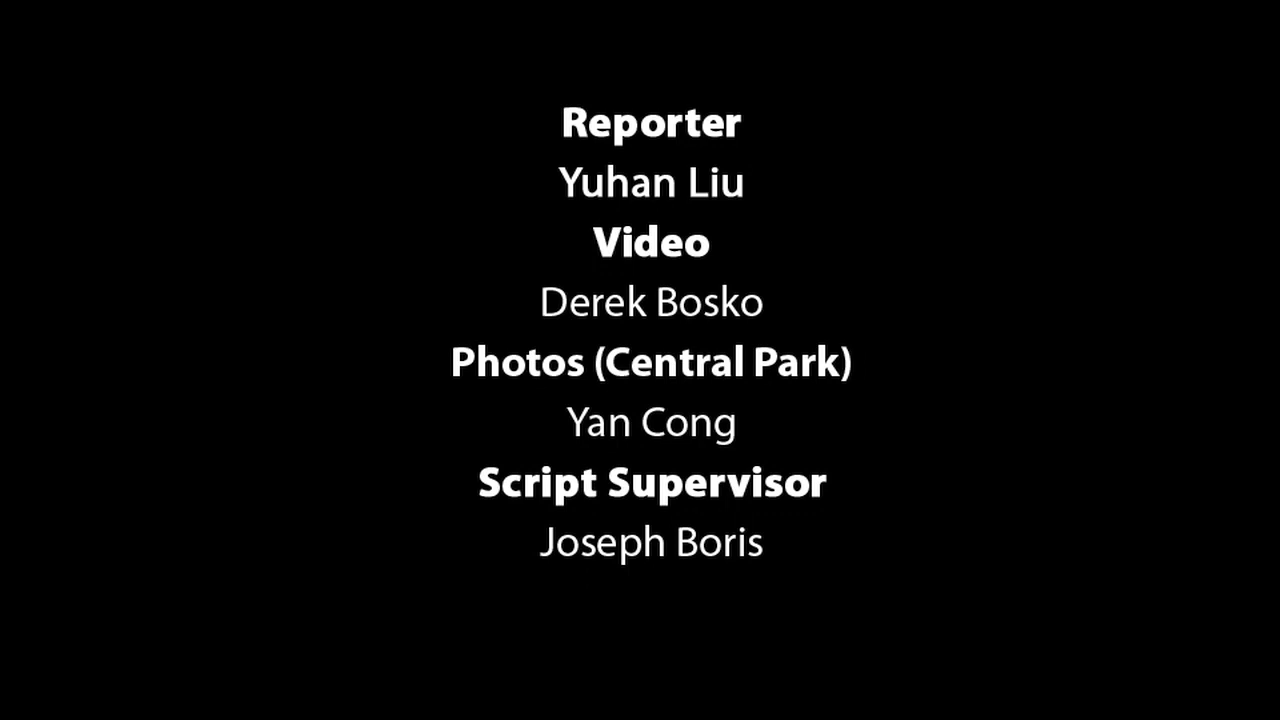 Reporter
Yuhan Liu
Video
Derek Bosko
Photos (Central Park)
Yan Cong
Script Supervisor
Joseph Boris